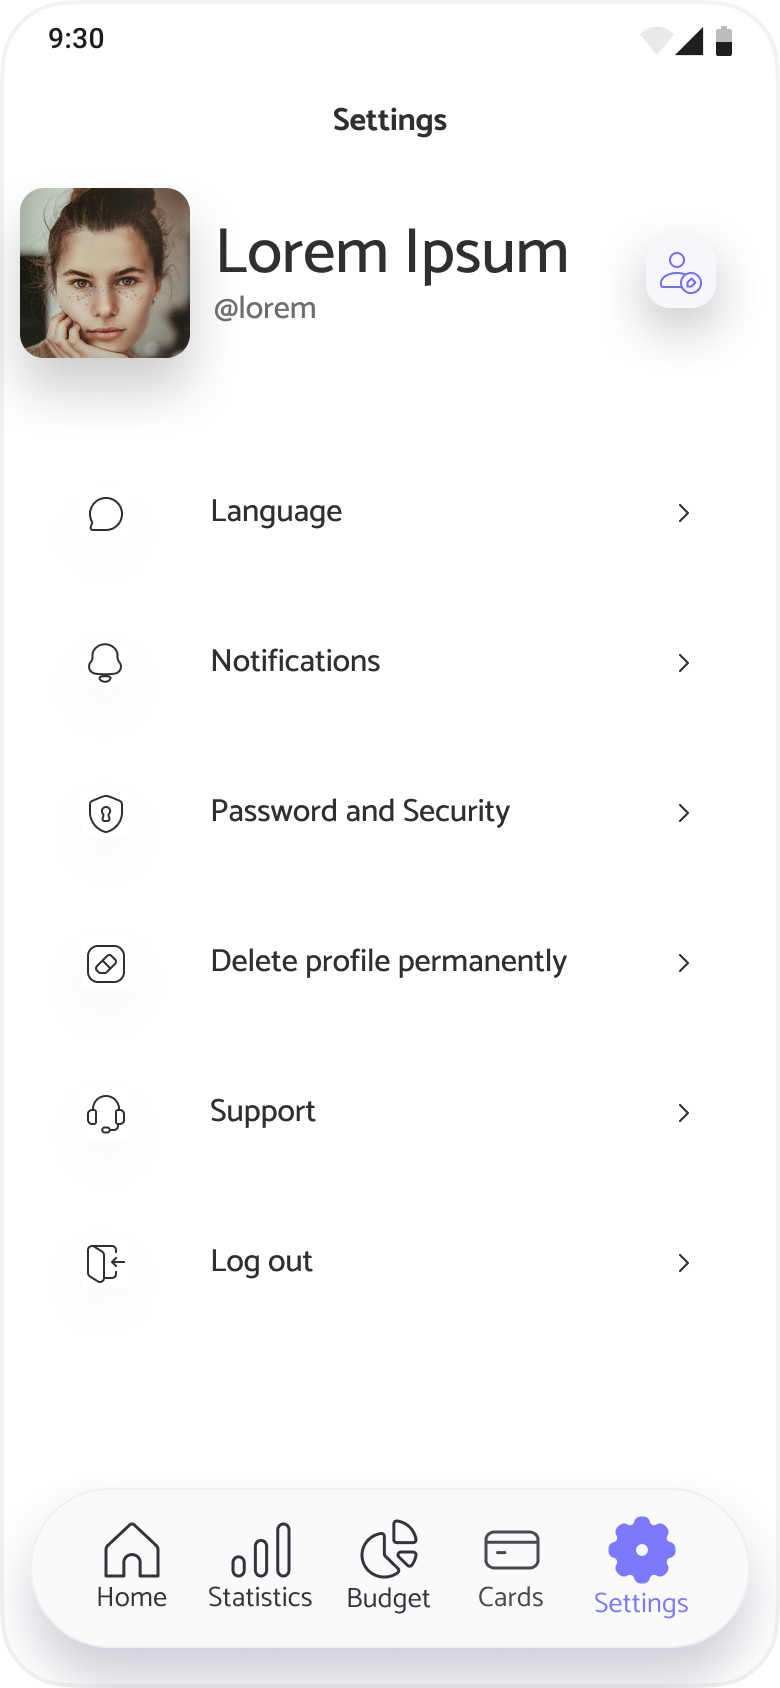 9:30
Settings
Lorem Ipsum
@lorem
Language
Notifications
Password and Security
Delete profile permanently
Support
Log out
Home Statistics Budget Cards Settings